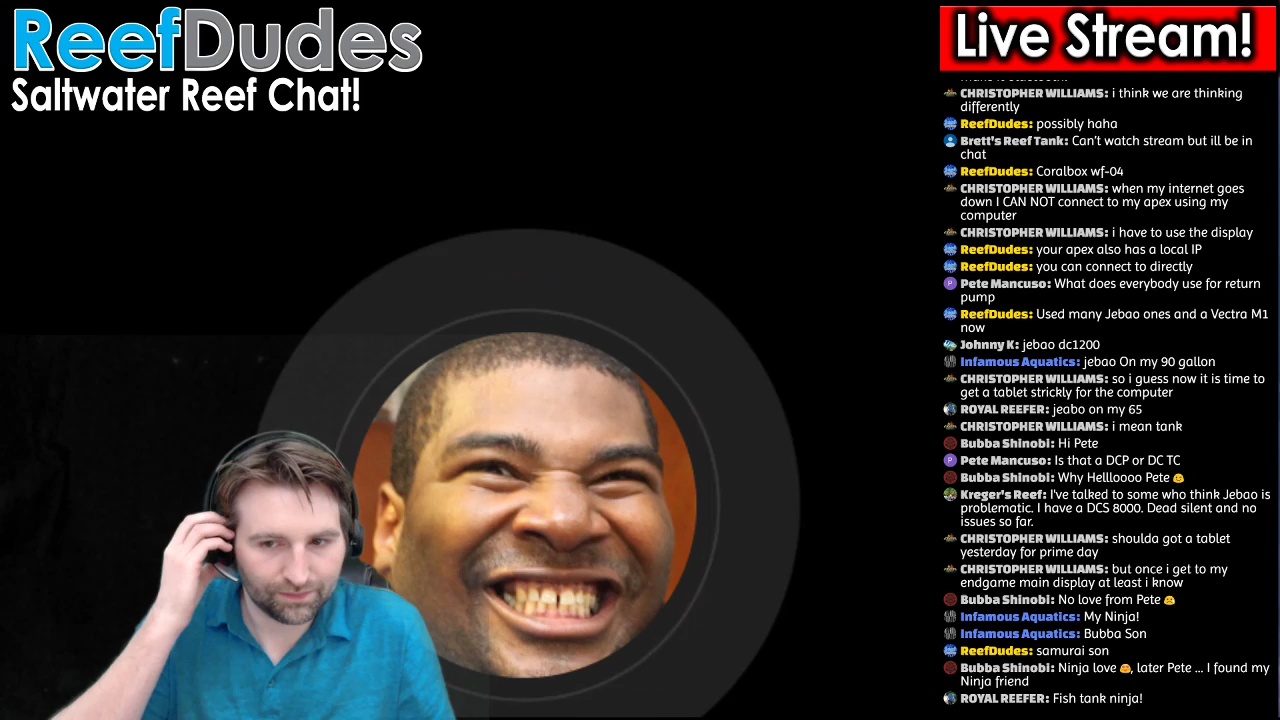 ReefDudes
Saltwater Reef Chat!
Live Stream!
CHRISTOPHER WILLIAMS: i think we are thinking
differently
ReefDudes: possibly haha
Brett's Reef Tank: Can't watch stream but ill be in
chat
ReefDudes: Coralbox wf-04
CHRISTOPHER WILLIAMS: when my internet goes
down I CAN NOT connect to my apex using my
computer
CHRISTOPHER WILLIAMS: i have to use the display
ReefDudes: your apex also has a local IP
ReefDudes: you can connect to directly
P Pete Mancuso: What does everybody use for return
pump
ReefDudes: Used many Jebao ones and a Vectra M1
now
Johnny K: jebao dc1200
Infamous Aquatics: jebao On my 90 gallon
CHRISTOPHER WILLIAMS: so i guess now it is time to
get a tablet strickly for the computer
ROYAL REEFER: jeabo on my 65
CHRISTOPHER WILLIAMS: i mean tank
Bubba Shinobi: Hi Pete
P Pete Mancuso: Is that a DCP or DC TC
Bubba Shinobi: Why Hellloooo Pete 😊
Kreger's Reef: I've talked to some who think Jebao is
problematic. I have a DCS 8000. Dead silent and no
issues so far.
CHRISTOPHER WILLIAMS: shoulda got a tablet
yesterday for prime day
CHRISTOPHER WILLIAMS: but once i get to my
endgame main display at least i know
Bubba Shinobi: No love from Pete ☹️
Infamous Aquatics: My Ninja!
Infamous Aquatics: Bubba Son
ReefDudes: samurai son
Bubba Shinobi: Ninja love 🤗, later Pete ... I found my
Ninja friend
ROYAL REEFER: Fish tank ninja!